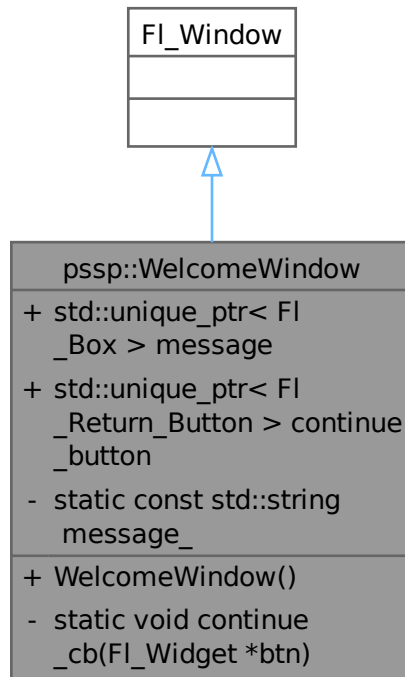 Fl_Window
pssp::WelcomeWindow
+ std::unique_ptr< Fl
_Box > message
+ std::unique_ptr< Fl
_Return_Button > continue
_button
- static const std::string
message_
+ WelcomeWindow()
- static void continue
_cb(Fl_Widget *btn)